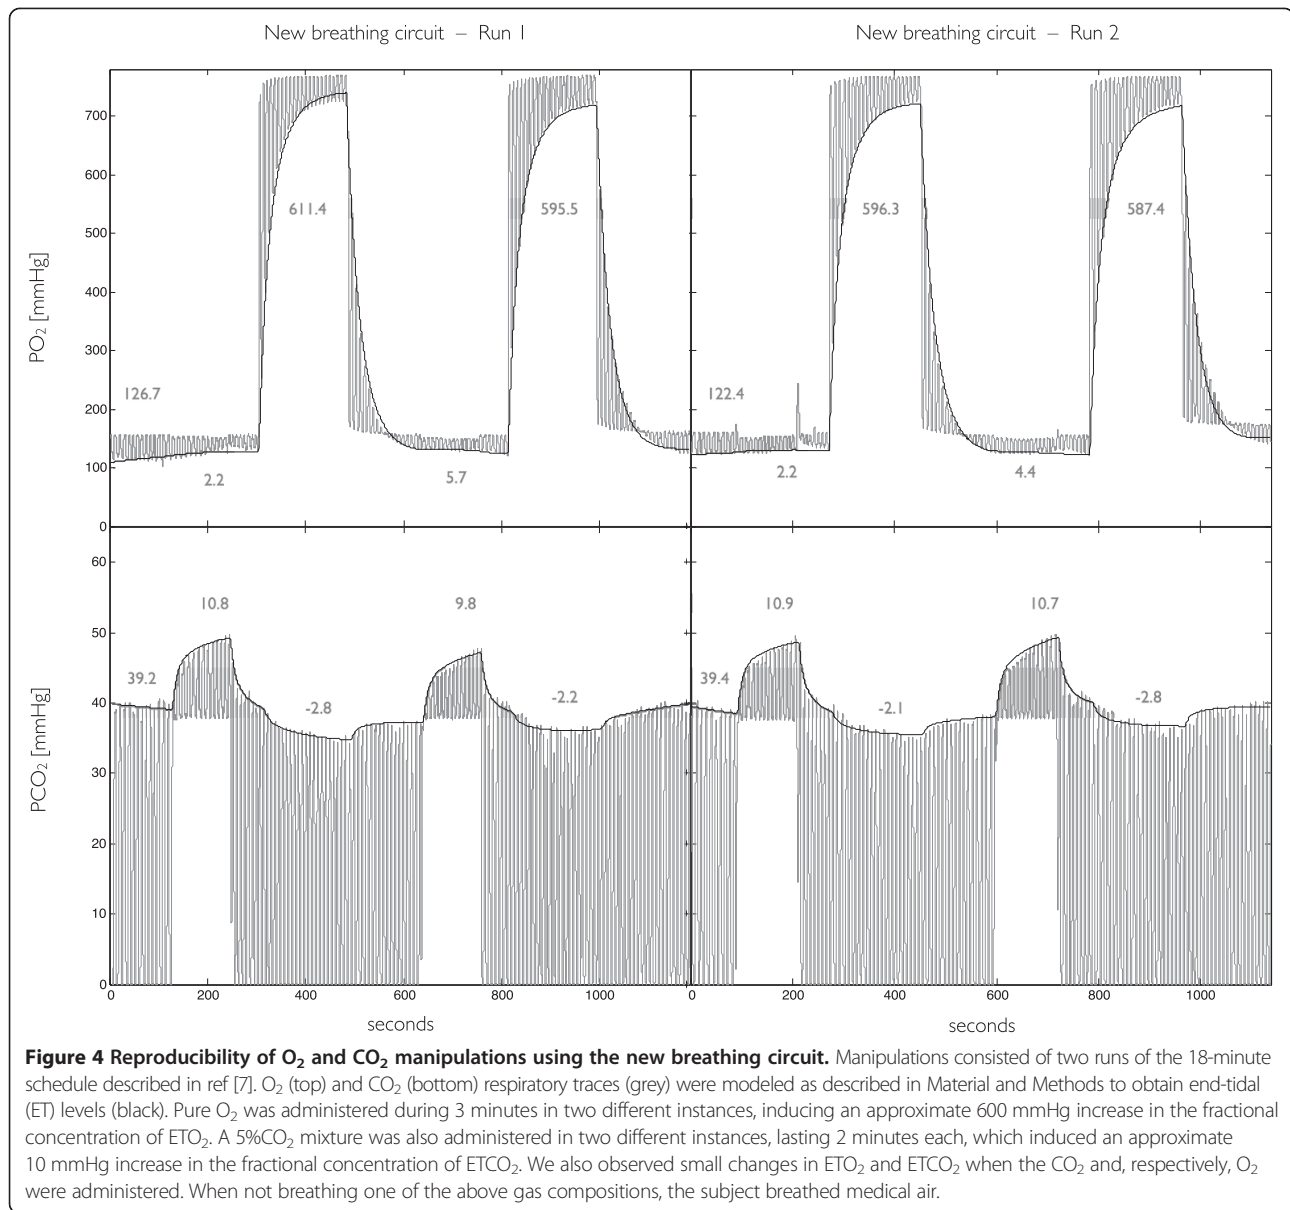 New breathing circuit – Run 1
New breathing circuit – Run 2
PO2 [mmHg]
700
600
500
400
300
200
100
0
126.7
2.2
611.4
5.7
595.5
122.4
2.2
596.3
4.4
587.4
PCO2 [mmHg]
60
50
40
30
20
10
0
39.2
10.8
-2.8
9.8
-2.2
39.4
10.9
-2.1
10.7
-2.8
0 200 400 600 800 1000
0 200 400 600 800 1000
seconds
seconds
Figure 4 Reproducibility of O2 and CO2 manipulations using the new breathing circuit. Manipulations consisted of two runs of the 18-minute
schedule described in ref [7]. O2 (top) and CO2 (bottom) respiratory traces (grey) were modeled as described in Material and Methods to obtain end-tidal
(ET) levels (black). Pure O2 was administered during 3 minutes in two different instances, inducing an approximate 600 mmHg increase in the fractional
concentration of ETO2. A 5%CO2 mixture was also administered in two different instances, lasting 2 minutes each, which induced an approximate
10 mmHg increase in the fractional concentration of ETCO2. We also observed small changes in ETO2 and ETCO2 when the CO2 and, respectively, O2
were administered. When not breathing one of the above gas compositions, the subject breathed medical air.